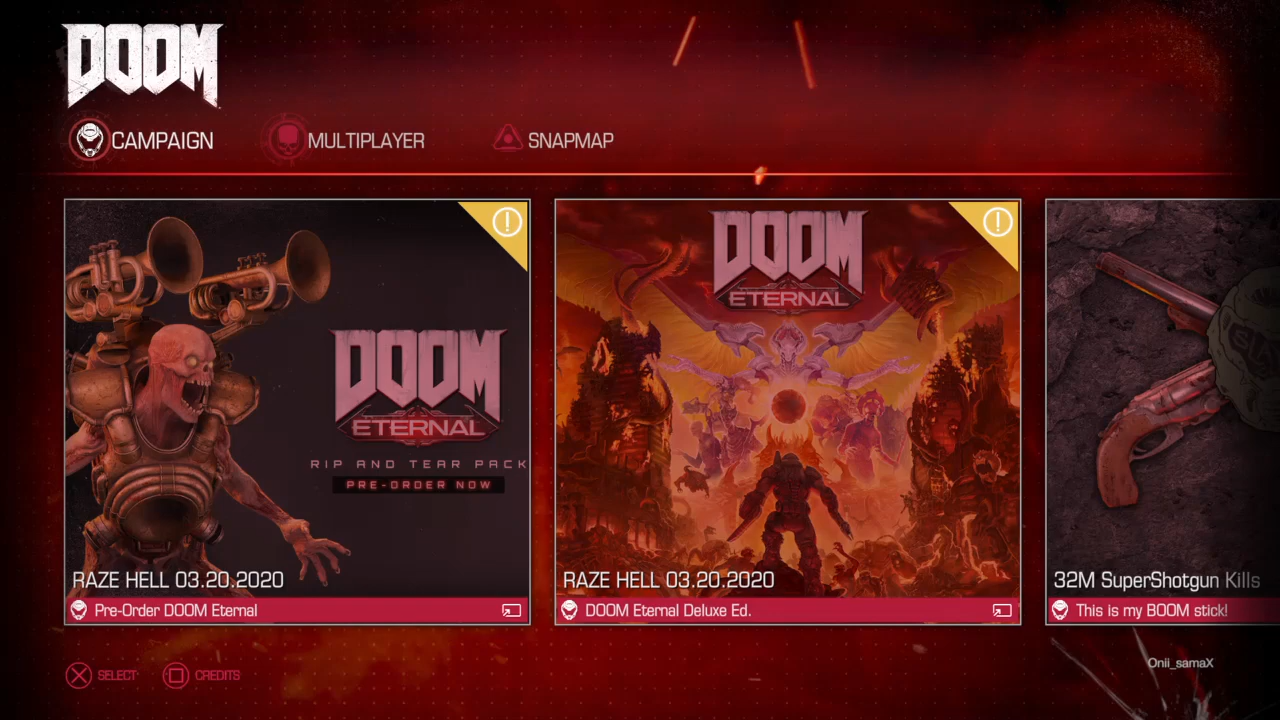 DOOM
CAMPAIGN
MULTIPLAYER
SNAPMAP
DOOM
ETERNAL
RIP AND TEAR PACK
PRE-ORDER NOW
RAZE HELL 03.20.2020
Pre-Order DOOM Eternal
DOOM
ETERNAL
RAZE HELL 03.20.2020
DOOM Eternal Deluxe Ed.
32M SuperShotgun Kills
This is my BOOM stick!
SELECT
CREDITS
Onii_samaX